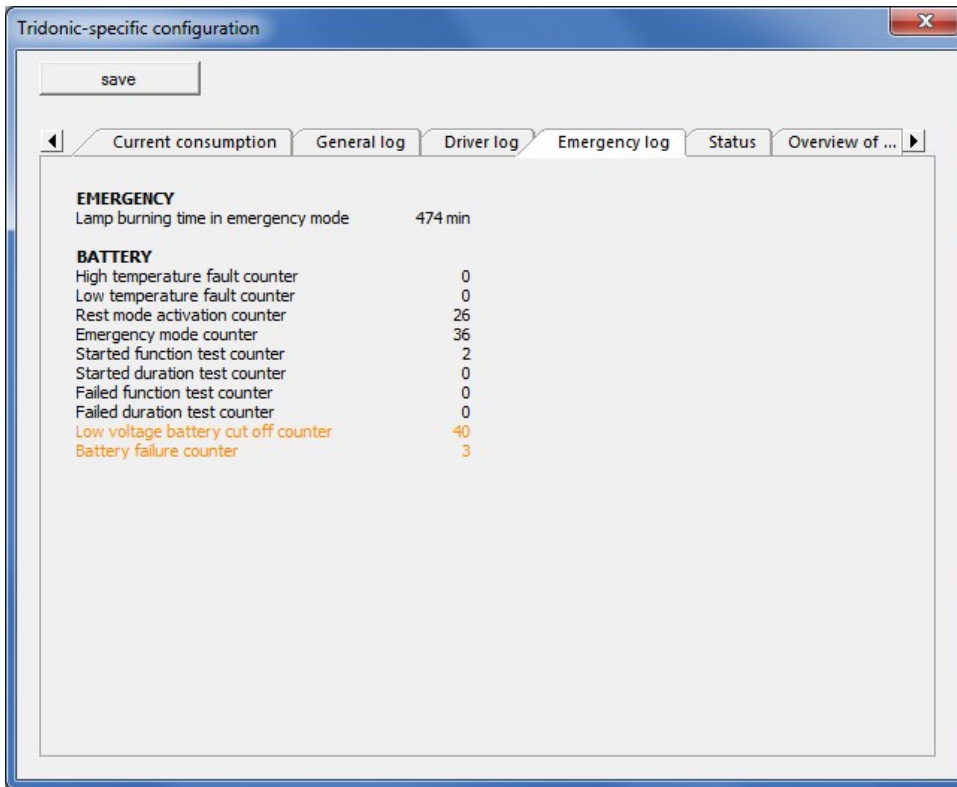 Tridonic-specific configuration
save
Current consumption General log Driver log Emergency log Status Overview of ...
EMERGENCY
Lamp burning time in emergency mode 474 min
BATTERY
High temperature fault counter 0
Low temperature fault counter 0
Rest mode activation counter 26
Emergency mode counter 36
Started function test counter 2
Started duration test counter 0
Failed function test counter 0
Failed duration test counter 0
Low voltage battery cut off counter 40
Battery failure counter 3